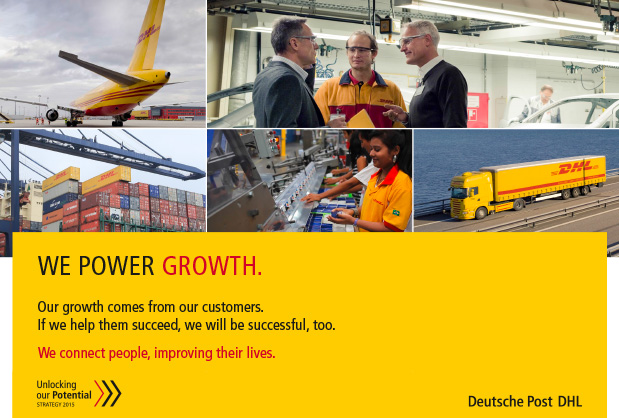 DHL
DHL
WE POWER GROWTH.
Our growth comes from our customers.
If we help them succeed, we will be successful, too.
We connect people, improving their lives.
Unlocking
our Potential
STRATEGY 2015
Deutsche Post DHL